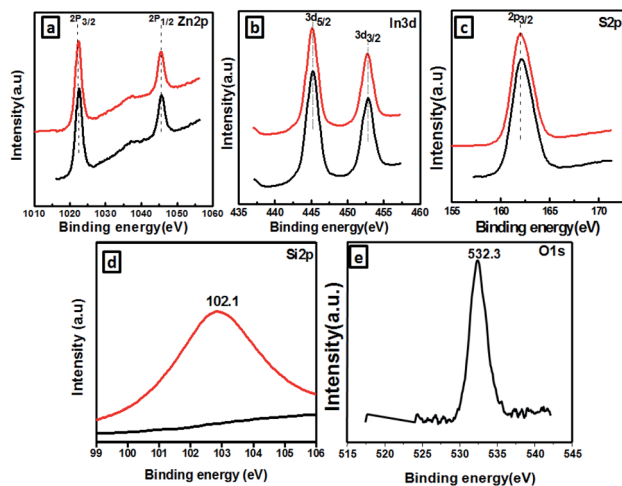 a
2P3/2
2P1/2
Zn2p
Intensity(a.u)
1010 1020 1030 1040 1050 1060
Binding energy(eV)
b
3d5/2
3d3/2
In3d
Intensity(a.u)
435 440 445 450 455 460
Binding energy(eV)
c
2p3/2
S2p
Intensity(a.u)
155 160 165 170
Binding energy(eV)
d
Si2p
102.1
Intensity (a.u)
99 100 101 102 103 104 105 106
Binding energy (eV)
e
532.3
O1s
Intensity(a.u.)
515 520 525 530 535 540 545
Binding energy(eV)